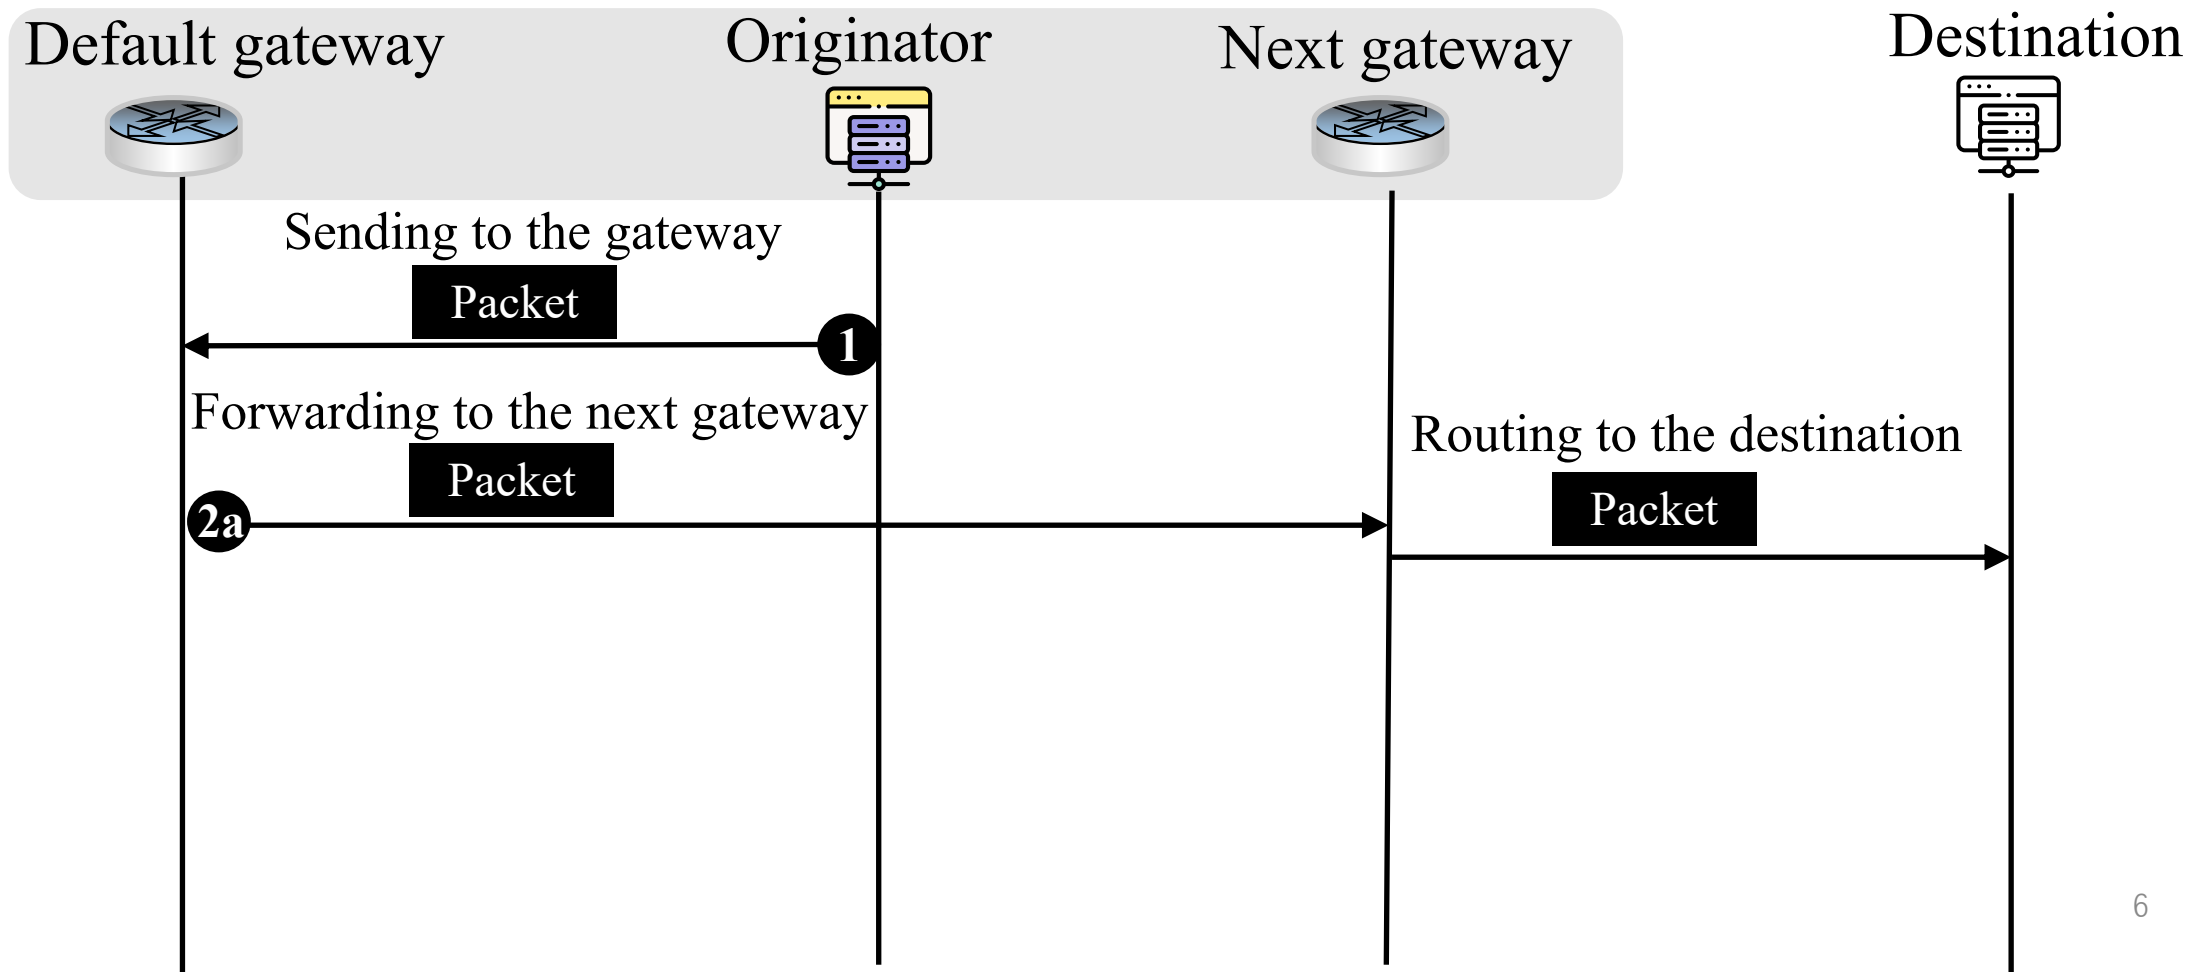 Default gateway
Originator
Next gateway
Destination
Sending to the gateway
Packet
1
Forwarding to the next gateway
Packet
2a
Routing to the destination
Packet
6